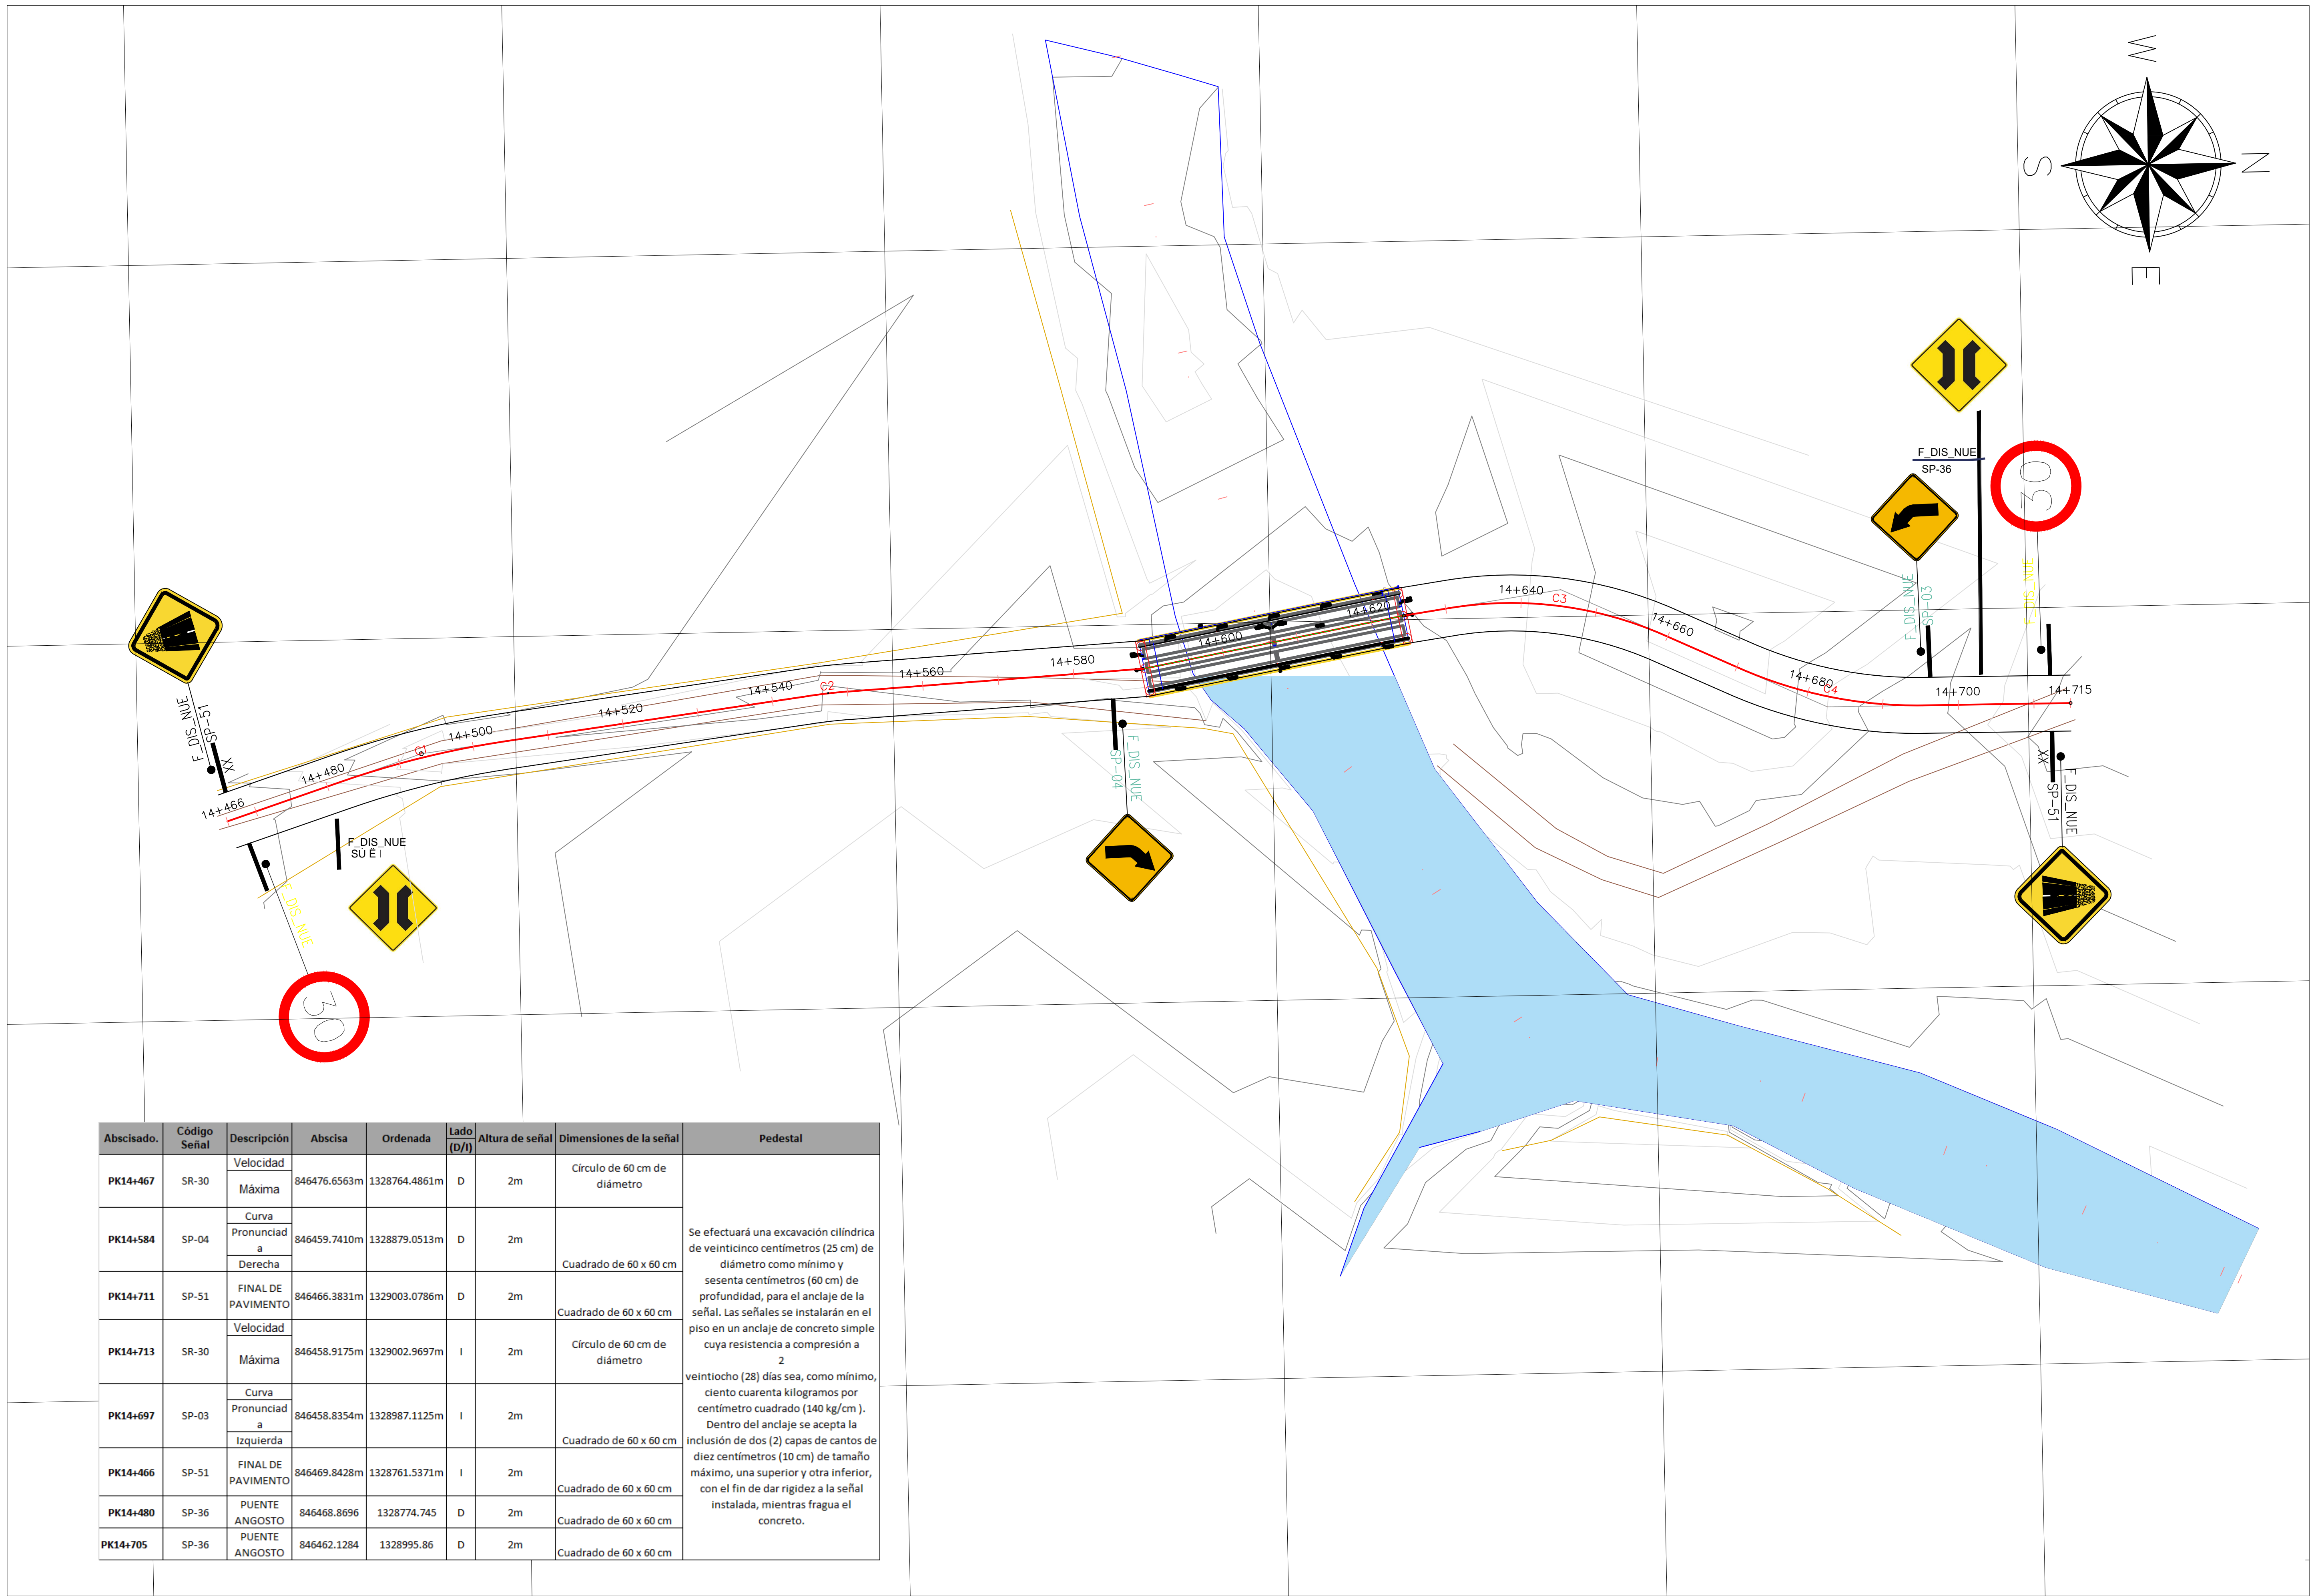 W
S
N
E
F_DIS_NUE
SP-36
30
F_DIS_NUE
SP-03
F_DIS_NUE
14+640
C3
14+620
14+660
14+600
14+580
14+680
C4
14+700
14+715
14+560
C2
14+540
14+520
C1
14+500
14+480
14+466
F_DIS_NUE
SP-51
XX
F_DIS_NUE
SP-04
XX
F_DIS_NUE
SP-51
F_DIS_NUE
SÚ Ë I
F_DIS_NUE
30
Abscisado. Código Señal Descripción Abscisa Ordenada Lado (D/I) Altura de señal Dimensiones de la señal Pedestal
PK14+467 SR-30 Velocidad Máxima 846476.6563m 1328764.4861m D 2m Círculo de 60 cm de diámetro
PK14+584 SP-04 Curva Pronunciada Derecha 846459.7410m 1328879.0513m D 2m Cuadrado de 60 x 60 cm
PK14+711 SP-51 FINAL DE PAVIMENTO 846466.3831m 1329003.0786m D 2m Cuadrado de 60 x 60 cm
PK14+713 SR-30 Velocidad Máxima 846458.9175m 1329002.9697m I 2m Círculo de 60 cm de diámetro
PK14+697 SP-03 Curva Pronunciada Izquierda 846458.8354m 1328987.1125m I 2m Cuadrado de 60 x 60 cm
PK14+466 SP-51 FINAL DE PAVIMENTO 846469.8428m 1328761.5371m I 2m Cuadrado de 60 x 60 cm
PK14+480 SP-36 PUENTE ANGOSTO 846468.8696 1328774.745 D 2m Cuadrado de 60 x 60 cm
PK14+705 SP-36 PUENTE ANGOSTO 846462.1284 1328995.86 D 2m Cuadrado de 60 x 60 cm
Se efectuará una excavación cilíndrica
de veinticinco centímetros (25 cm) de
diámetro como mínimo y
sesenta centímetros (60 cm) de
profundidad, para el anclaje de la
señal. Las señales se instalarán en el
piso en un anclaje de concreto simple
cuya resistencia a compresión a
2
veintiocho (28) días sea, como mínimo,
ciento cuarenta kilogramos por
centímetro cuadrado (140 kg/cm ).
Dentro del anclaje se acepta la
inclusión de dos (2) capas de cantos de
diez centímetros (10 cm) de tamaño
máximo, una superior y otra inferior,
con el fin de dar rigidez a la señal
instalada, mientras fragua el
concreto.